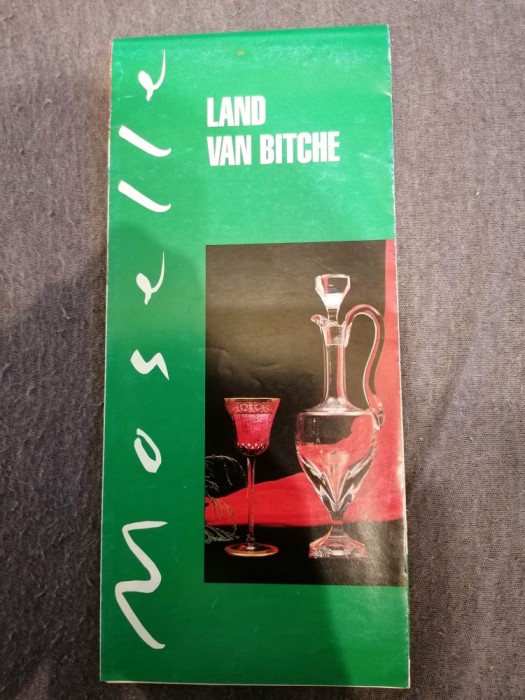 Moselle
LAND
VAN BITCHE